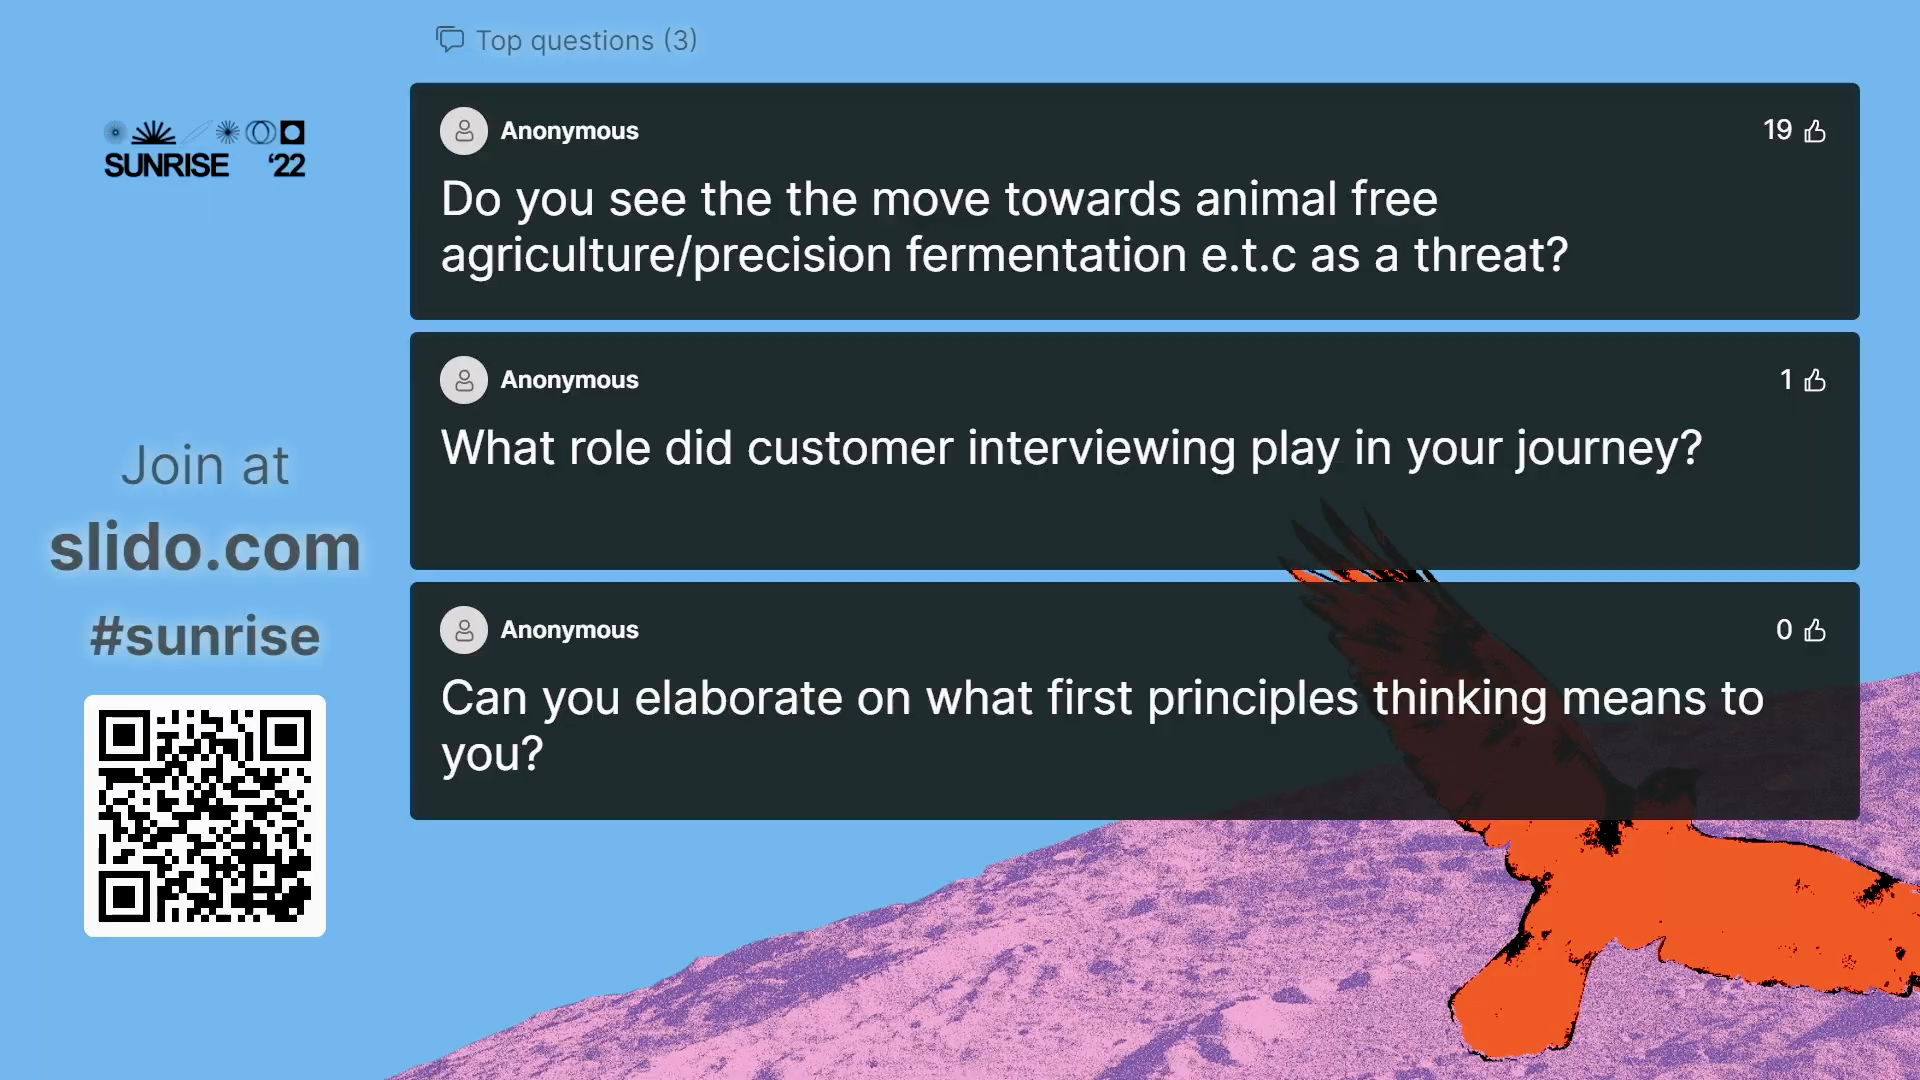 Top questions (3)
SUNRISE '22
Anonymous
19
Do you see the the move towards animal free
agriculture/precision fermentation e.t.c as a threat?
Anonymous
1
What role did customer interviewing play in your journey?
Anonymous
0
Can you elaborate on what first principles thinking means to
you?
Join at
slido.com
#sunrise